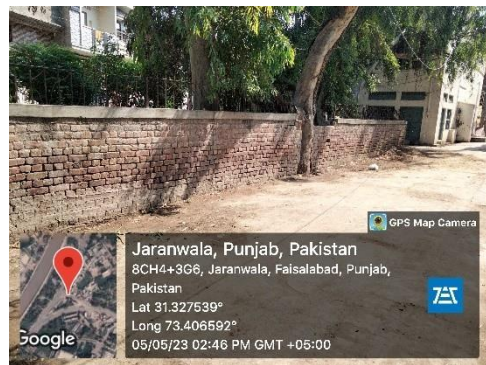 GPS Map Camera
Jaranwala, Punjab, Pakistan
8CH4+3G6, Jaranwala, Faisalabad, Punjab,
Pakistan
Lat 31.327539°
Long 73.406592°
05/05/23 02:46 PM GMT +05:00
Google